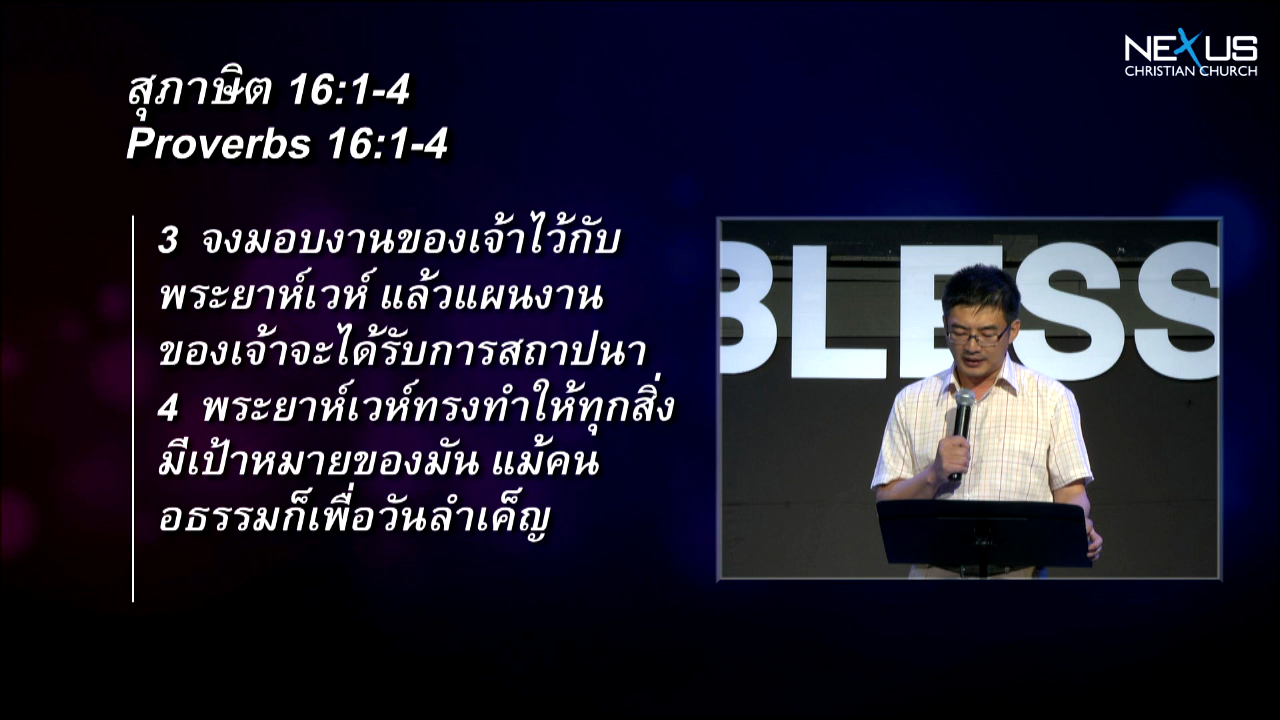 สุภาษิต 16:1-4
Proverbs 16:1-4
3 จงมอบงานของเจ้าไว้กับ
พระยาห์เวห์ แล้วแผนงาน
ของเจ้าจะได้รับการสถาปนา
4 พระยาห์เวห์ทรงทำให้ทุกสิ่ง
มีเป้าหมายของมัน แม้คน
อธรรมก็เพื่อวันลำเค็ญ
NEXUS
CHRISTIAN CHURCH
BLESS